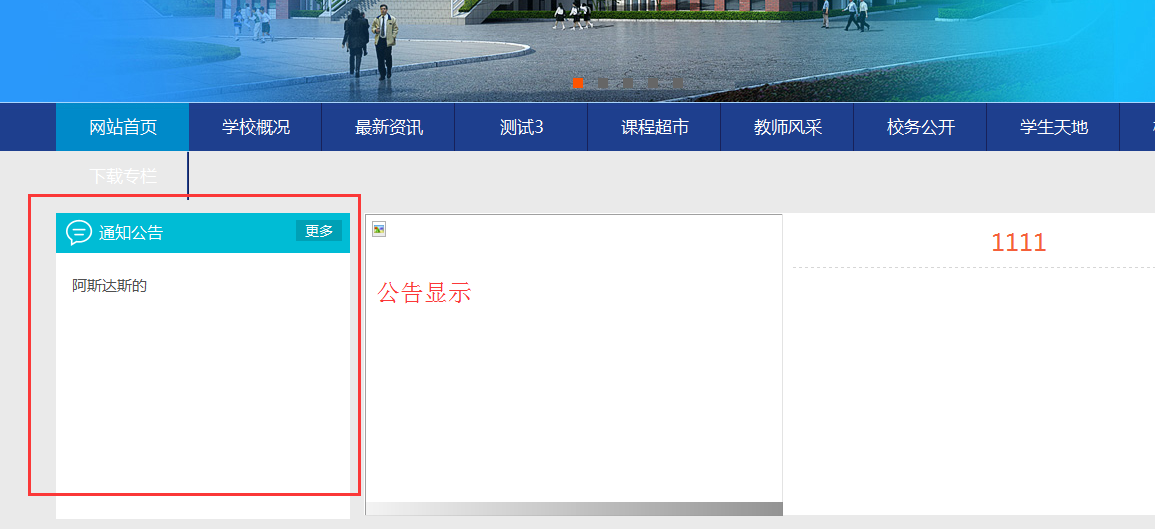 网站首页 学校概况 最新资讯 测试3 课程超市 教师风采 校务公开 学生天地
下载专栏
通知公告 更多
阿斯达斯的
公告显示
1111